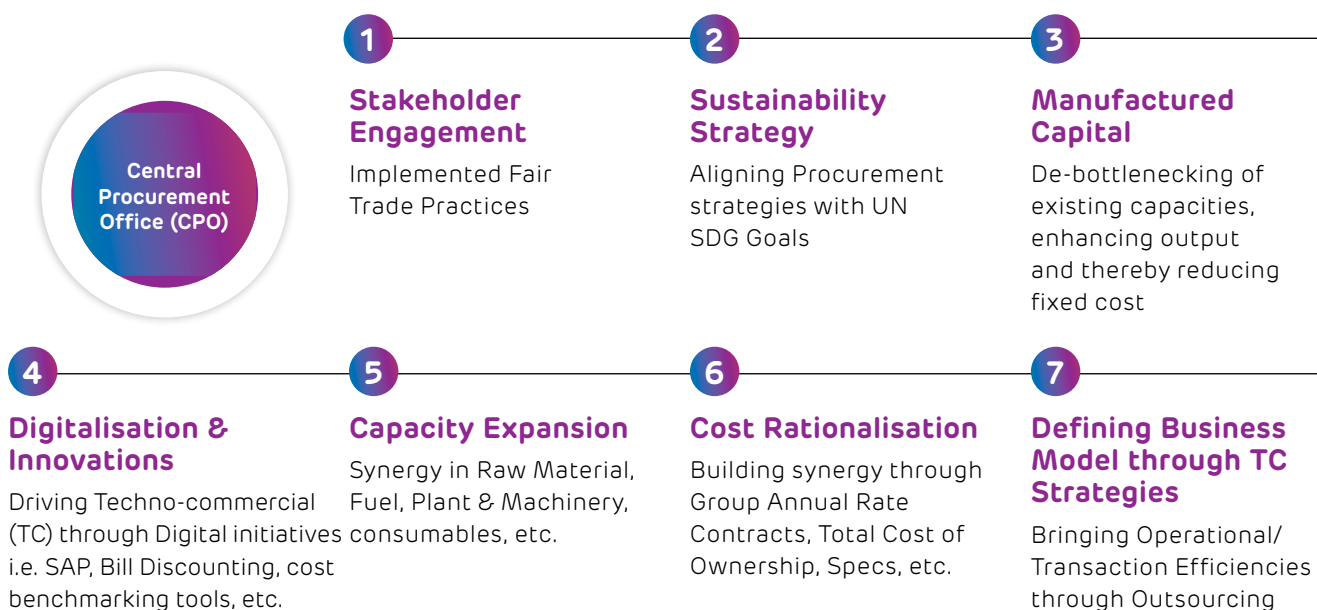 Central
Procurement
Office (CPO)
1
Stakeholder
Engagement
Implemented Fair
Trade Practices
2
Sustainability
Strategy
Aligning Procurement
strategies with UN
SDG Goals
3
Manufactured
Capital
De-bottlenecking of
existing capacities,
enhancing output
and thereby reducing
fixed cost
4
Digitalisation &
Innovations
Driving Techno-commercial
(TC) through Digital initiatives
i.e. SAP, Bill Discounting, cost
benchmarking tools, etc.
5
Capacity Expansion
Synergy in Raw Material,
Fuel, Plant & Machinery,
consumables, etc.
6
Cost Rationalisation
Building synergy through
Group Annual Rate
Contracts, Total Cost of
Ownership, Specs, etc.
7
Defining Business
Model through TC
Strategies
Bringing Operational/
Transaction Efficiencies
through Outsourcing